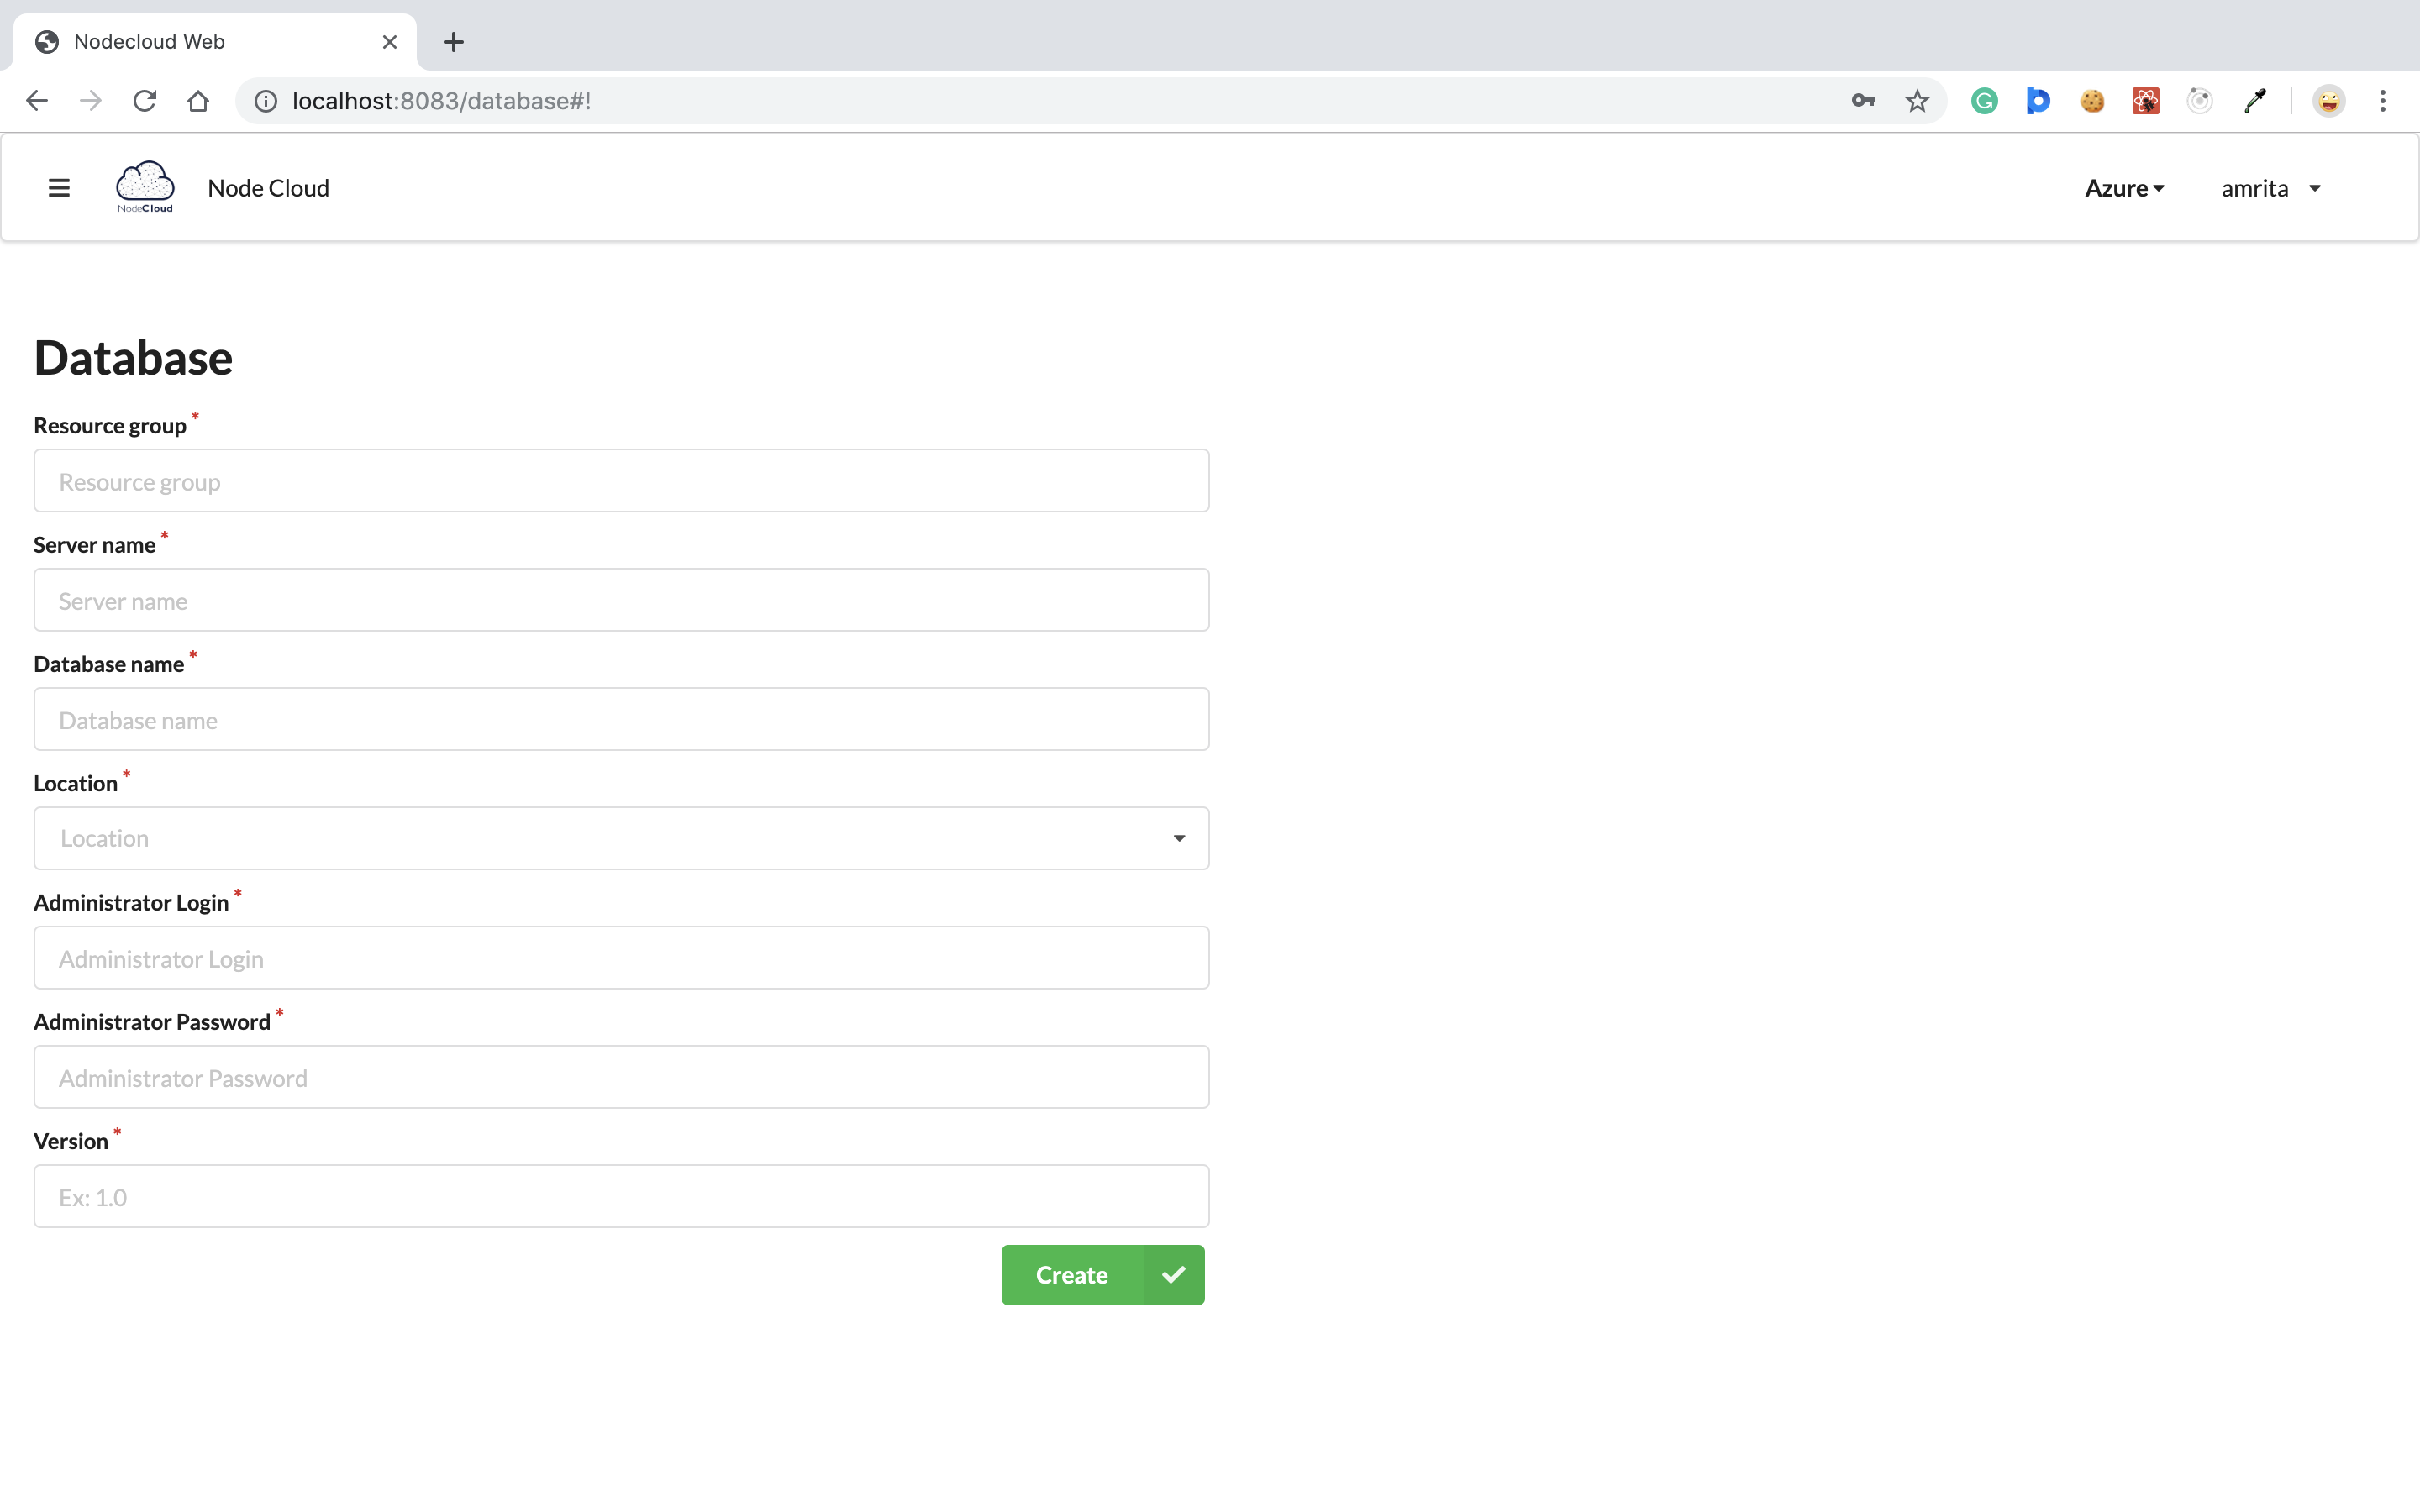 Nodecloud Web
localhost:8083/database#!
NodeCloud
Node Cloud
Azure
amrita
Database
Resource group *
Resource group
Server name *
Server name
Database name *
Database name
Location *
Location
Administrator Login *
Administrator Login
Administrator Password *
Administrator Password
Version *
Ex: 1.0
Create